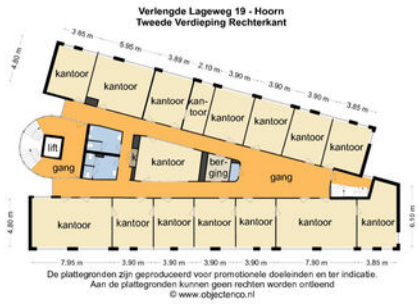 Verlengde Lageweg 19 - Hoorn
Tweede Verdieping Rechterkant
3.85 m
5.95 m
3.89 m
2.10 m
3.90 m
3.90 m
3.90 m
3.85 m
4.80 m
kantoor
kantoor
kantoor
kan-
toor
kantoor
kantoor
kantoor
kantoor
lift
gang
k
kantoor
ber-
ging
gang
4.80 m
kantoor
kantoor
kantoor
kantoor
kantoor
kantoor
kantoor
6.10 m
7.95 m
3.90 m
3.90 m
3.90 m
3.90 m
7.90 m
3.85 m
De plattegronden zijn geproduceerd voor promotionele doeleinden en ter indicatie.
Aan de plattegronden kunnen geen rechten worden ontleend
© www.objectenco.nl